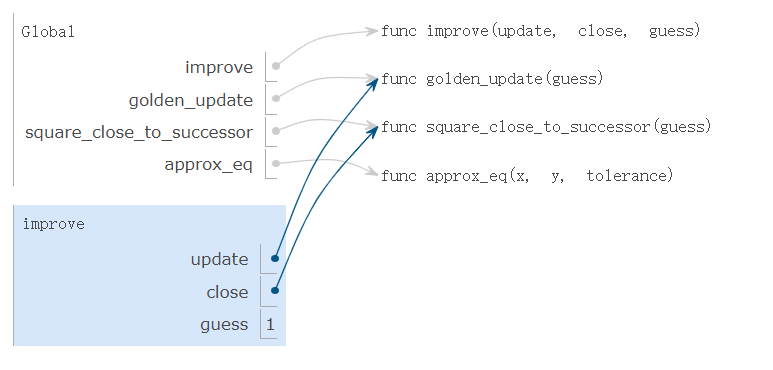 Global
improve
golden_update
square_close_to_successor
approx_eq
func improve(update, close, guess)
func golden_update(guess)
func square_close_to_successor(guess)
func approx_eq(x, y, tolerance)
improve
update
close
guess 1